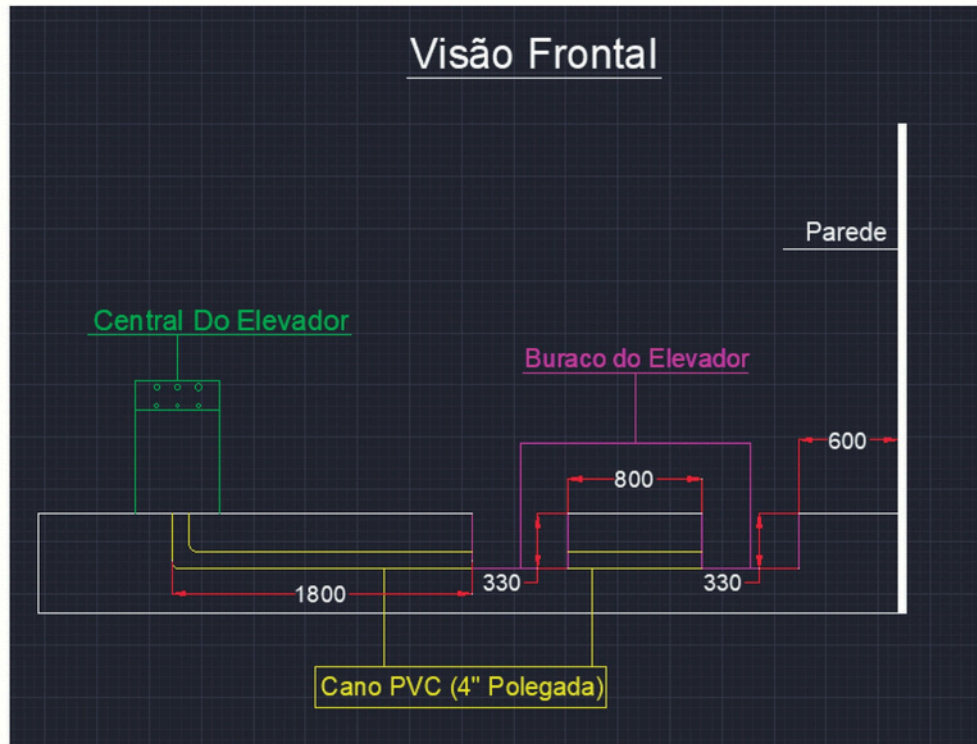 Visão Frontal
Parede
Central Do Elevador
Buraco do Elevador
600
800
330
330
1800
Cano PVC (4" Polegada)